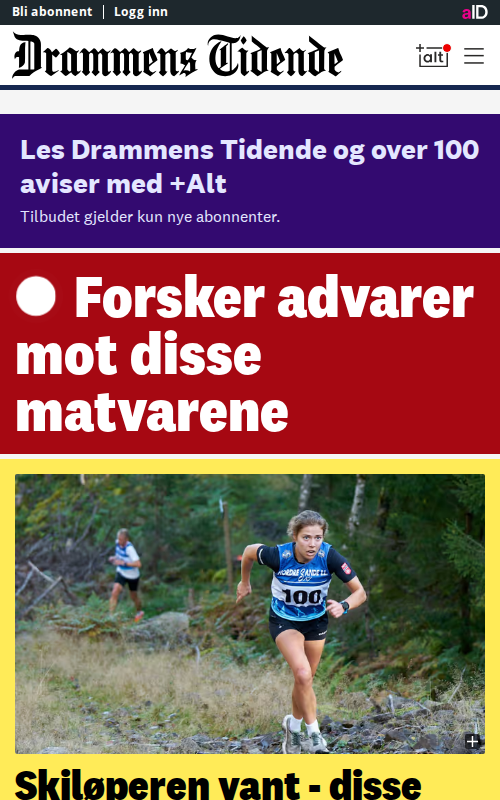 Bli abonnent | Logg inn
aID
Drammens Tidende
+alt
Les Drammens Tidende og over 100
aviser med +Alt
Tilbudet gjelder kun nye abonnenter.
Forsker advarer
mot disse
matvarene
100
Skiløperen vant - disse